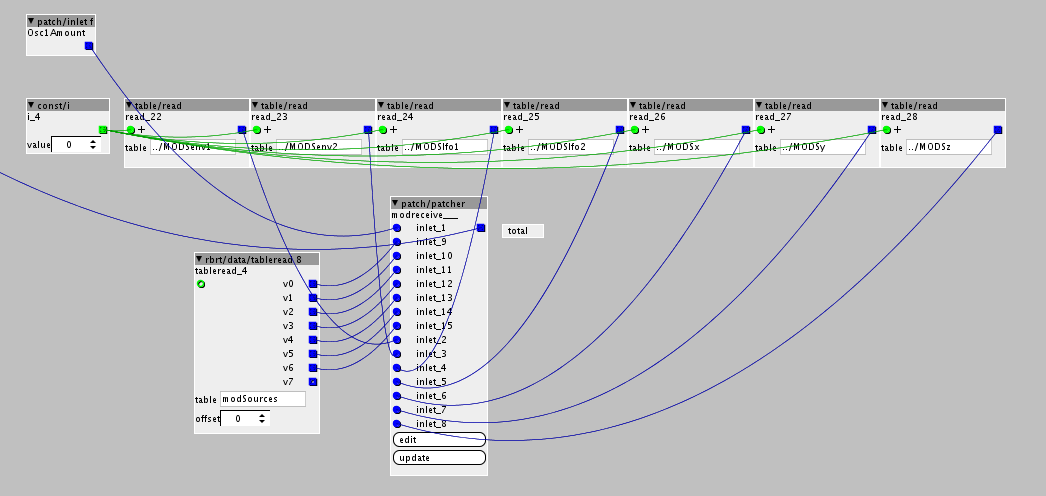 patch/inlet f
Osc1Amount
const/i
i_4
value 0
table/read
read_22
+
table ../MODSenv1
table/read
read_23
+
table ../MODSenv2
table/read
read_24
+
table ../MODSlfo1
table/read
read_25
+
table ../MODSlfo2
table/read
read_26
+
table ../MODSx
table/read
read_27
+
table ../MODSy
table/read
read_28
+
table ../MODSz
patch/patcher
modreceive___
inlet_1
inlet_9
inlet_10
inlet_11
inlet_12
inlet_13
inlet_14
inlet_15
inlet_2
inlet_3
inlet_4
inlet_5
inlet_6
inlet_7
inlet_8
edit
update
total
rbrt/data/tableread 8
tableread_4
v0
v1
v2
v3
v4
v5
v6
v7
table modSources
offset 0